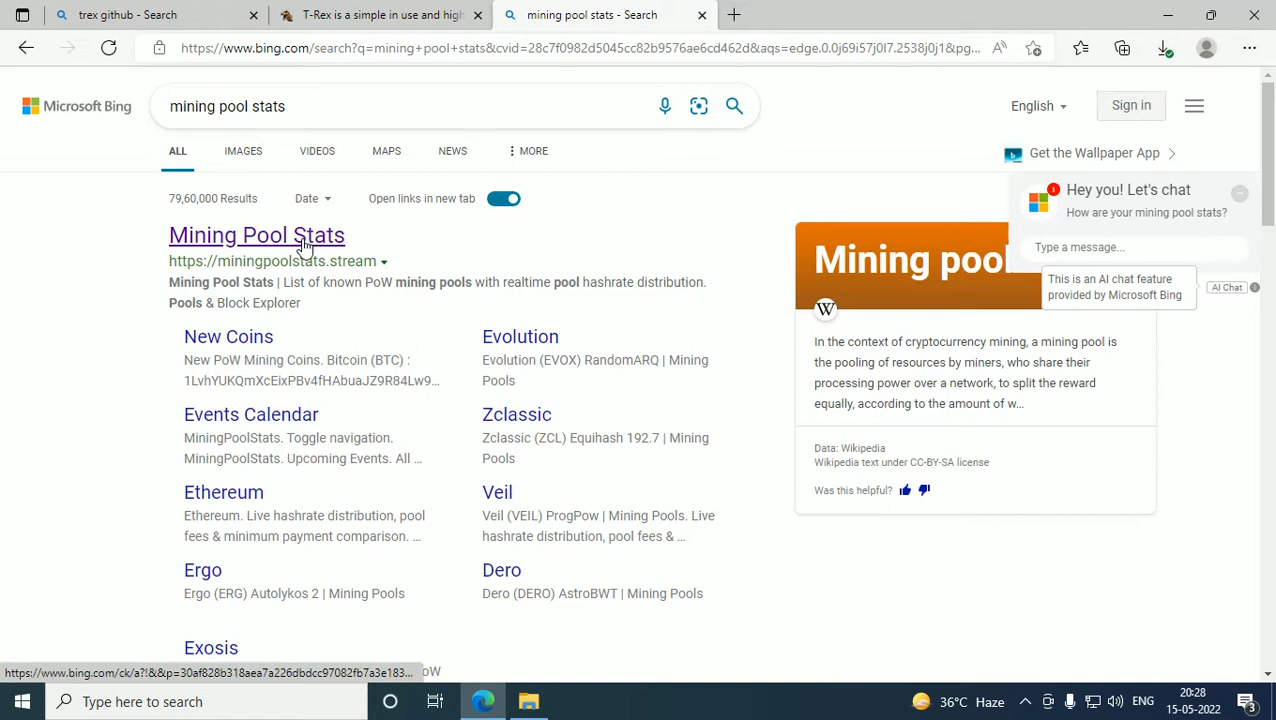 trex github - Search
T-Rex is a simple in use and high
mining pool stats - Search
https://www.bing.com/search?q=mining+pool+stats&cvid=28c7f0982d5045cc82b9576ae6cd462d&aqs=edge.0.0j69i57j0l7.2538j0j1&pg...
Microsoft Bing
mining pool stats
English
Sign in
ALL
IMAGES
VIDEOS
MAPS
NEWS
MORE
Get the Wallpaper App
79,60,000 Results
Date
Open links in new tab
Hey you! Let's chat
How are your mining pool stats?
Type a message...
This is an AI chat feature
provided by Microsoft Bing
AI Chat
Mining Pool Stats
https://miningpoolstats.stream
Mining Pool Stats | List of known PoW mining pools with realtime pool hashrate distribution.
Pools & Block Explorer
New Coins
New PoW Mining Coins. Bitcoin (BTC) :
1LvhYUKQmXcEixPBv4fHAbuaJZ9R84Lw9...
Evolution
Evolution (EVOX) RandomARQ | Mining
Pools
Events Calendar
MiningPoolStats. Toggle navigation.
MiningPoolStats. Upcoming Events. All ...
Zclassic
Zclassic (ZCL) Equihash 192.7 | Mining
Pools
Ethereum
Ethereum. Live hashrate distribution, pool
fees & minimum payment comparison. ...
Veil
Veil (VEIL) ProgPow | Mining Pools. Live
hashrate distribution, pool fees & ...
Ergo
Ergo (ERG) Autolykos 2 | Mining Pools
Dero
Dero (DERO) AstroBWT | Mining Pools
Exosis
Mining pool
W
In the context of cryptocurrency mining, a mining pool is
the pooling of resources by miners, who share their
processing power over a network, to split the reward
equally, according to the amount of w...
Data: Wikipedia
Wikipedia text under CC-BY-SA license
Was this helpful?
https://www.bing.com/ck/a?!&&p=30af828b318aea7a226dbdcc97082fb7a3e183...
oW
Type here to search
36°C Haze
ENG
20:28
15-05-2022
3